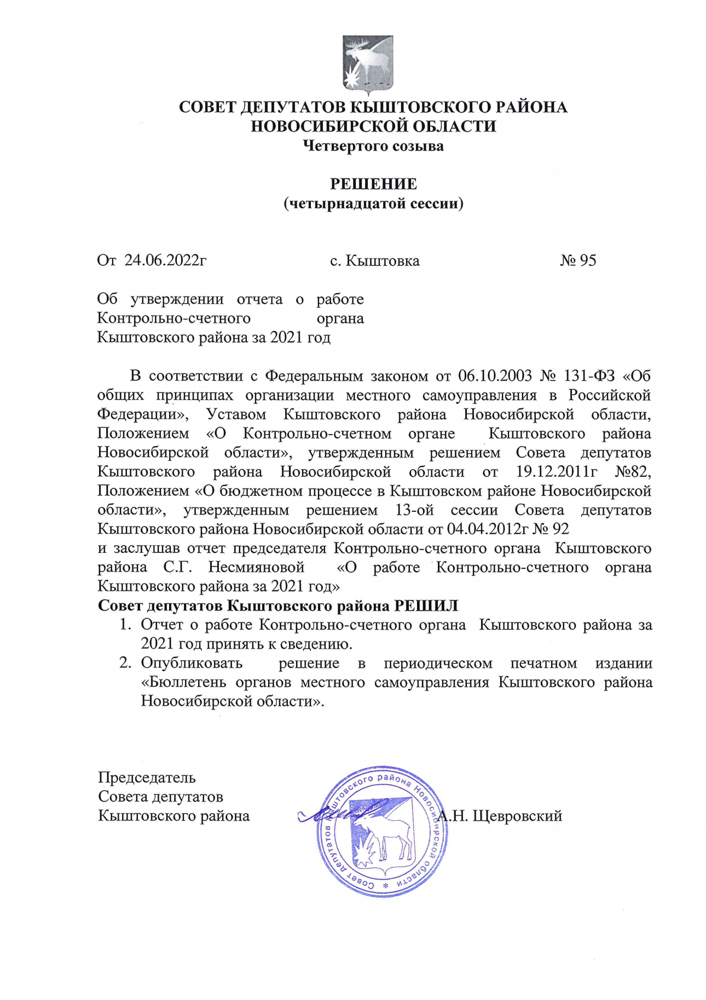 СОВЕТ ДЕПУТАТОВ КЫШТОВСКОГО РАЙОНА
НОВОСИБИРСКОЙ ОБЛАСТИ
Четвертого созыва
РЕШЕНИЕ
(четырнадцатой сессии)
От 24.06.2022г с. Кыштовка № 95
Об утверждении отчета о работе
Контрольно-счетного органа
Кыштовского района за 2021 год
В соответствии с Федеральным законом от 06.10.2003 № 131-ФЗ «Об
общих принципах организации местного самоуправления в Российской
Федерации», Уставом Кыштовского района Новосибирской области,
Положением «О Контрольно-счетном органе Кыштовского района
Новосибирской области», утвержденным решением Совета депутатов
Кыштовского района Новосибирской области от 19.12.2011г №82,
Положением «О бюджетном процессе в Кыштовском районе Новосибирской
области», утвержденным решением 13-ой сессии Совета депутатов
Кыштовского района Новосибирской области от 04.04.2012г № 92
и заслушав отчет председателя Контрольно-счетного органа Кыштовского
района С.Г. Несмияновой «О работе Контрольно-счетного органа
Кыштовского района за 2021 год»
Совет депутатов Кыштовского района РЕШИЛ
1. Отчет о работе Контрольно-счетного органа Кыштовского района за
2021 год принять к сведению.
2. Опубликовать решение в периодическом печатном издании
«Бюллетень органов местного самоуправления Кыштовского района
Новосибирской области».
Председатель
Совета депутатов
Кыштовского района А.Н. Щевровский
Совет депутатов Кыштовского района Новосибирской области *